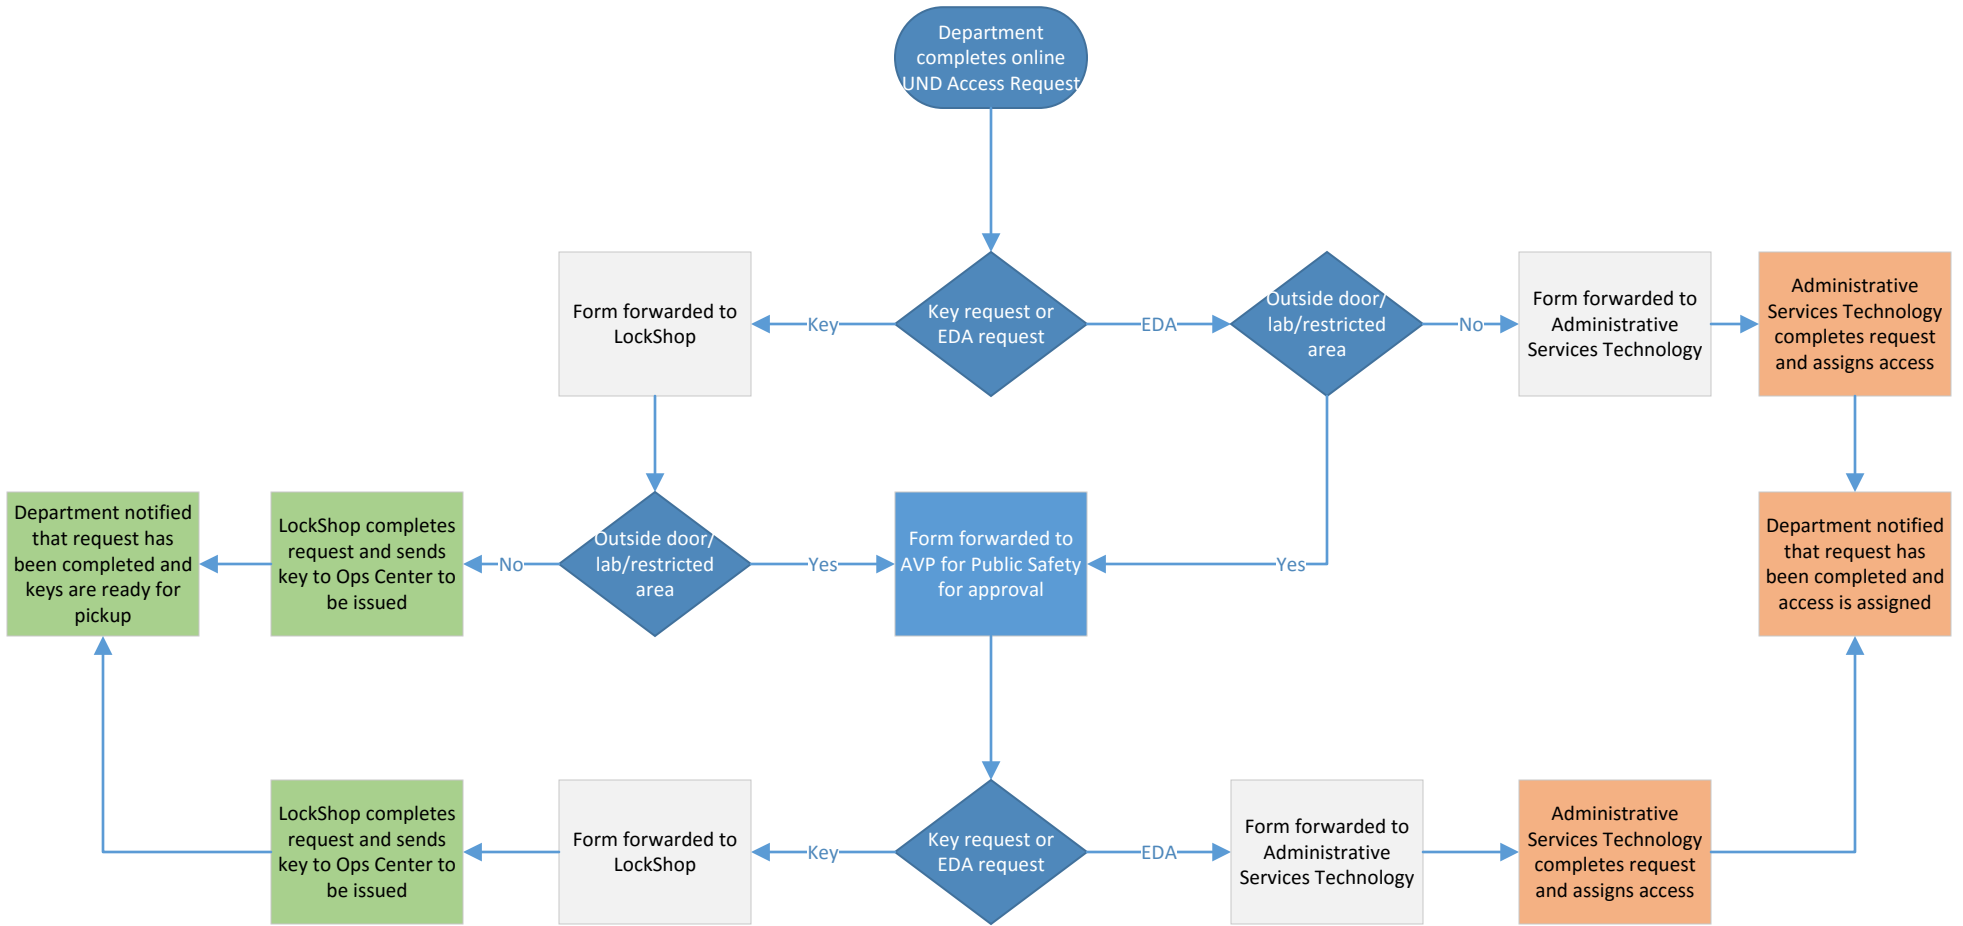 Department
completes online
UND Access Request
Form forwarded to
LockShop
Key
Key request or
EDA request
EDA
Outside door/
lab/restricted
area
No
Form forwarded to
Administrative
Services Technology
Administrative
Services Technology
completes request
and assigns access
Department notified
that request has
been completed and
keys are ready for
pickup
LockShop completes
request and sends
key to Ops Center to
be issued
No
Outside door/
lab/restricted
area
Yes
Form forwarded to
AVP for Public Safety
for approval
Yes
Department notified
that request has
been completed and
access is assigned
LockShop completes
request and sends
key to Ops Center to
be issued
Form forwarded to
LockShop
Key
Key request or
EDA request
EDA
Form forwarded to
Administrative
Services Technology
Administrative
Services Technology
completes request
and assigns access